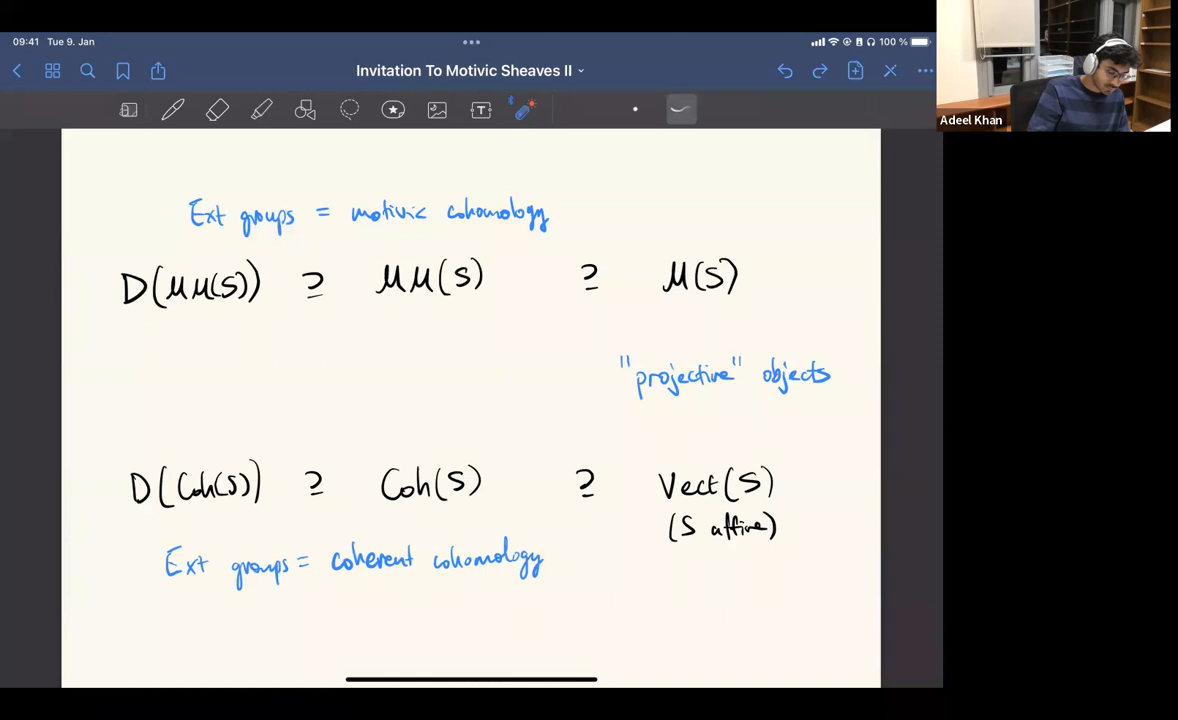 09:41 Tue 9. Jan
100 %
Invitation To Motivic Sheaves II
Adeel Khan
Ext groups = motivic cohomology
D(MM(S)) ⊇ MM(S) ⊇ M(S)
"projective" objects
D(Coh(S)) ⊇ Coh(S) ⊇ Vect(S)
(S affine)
Ext groups = coherent cohomology